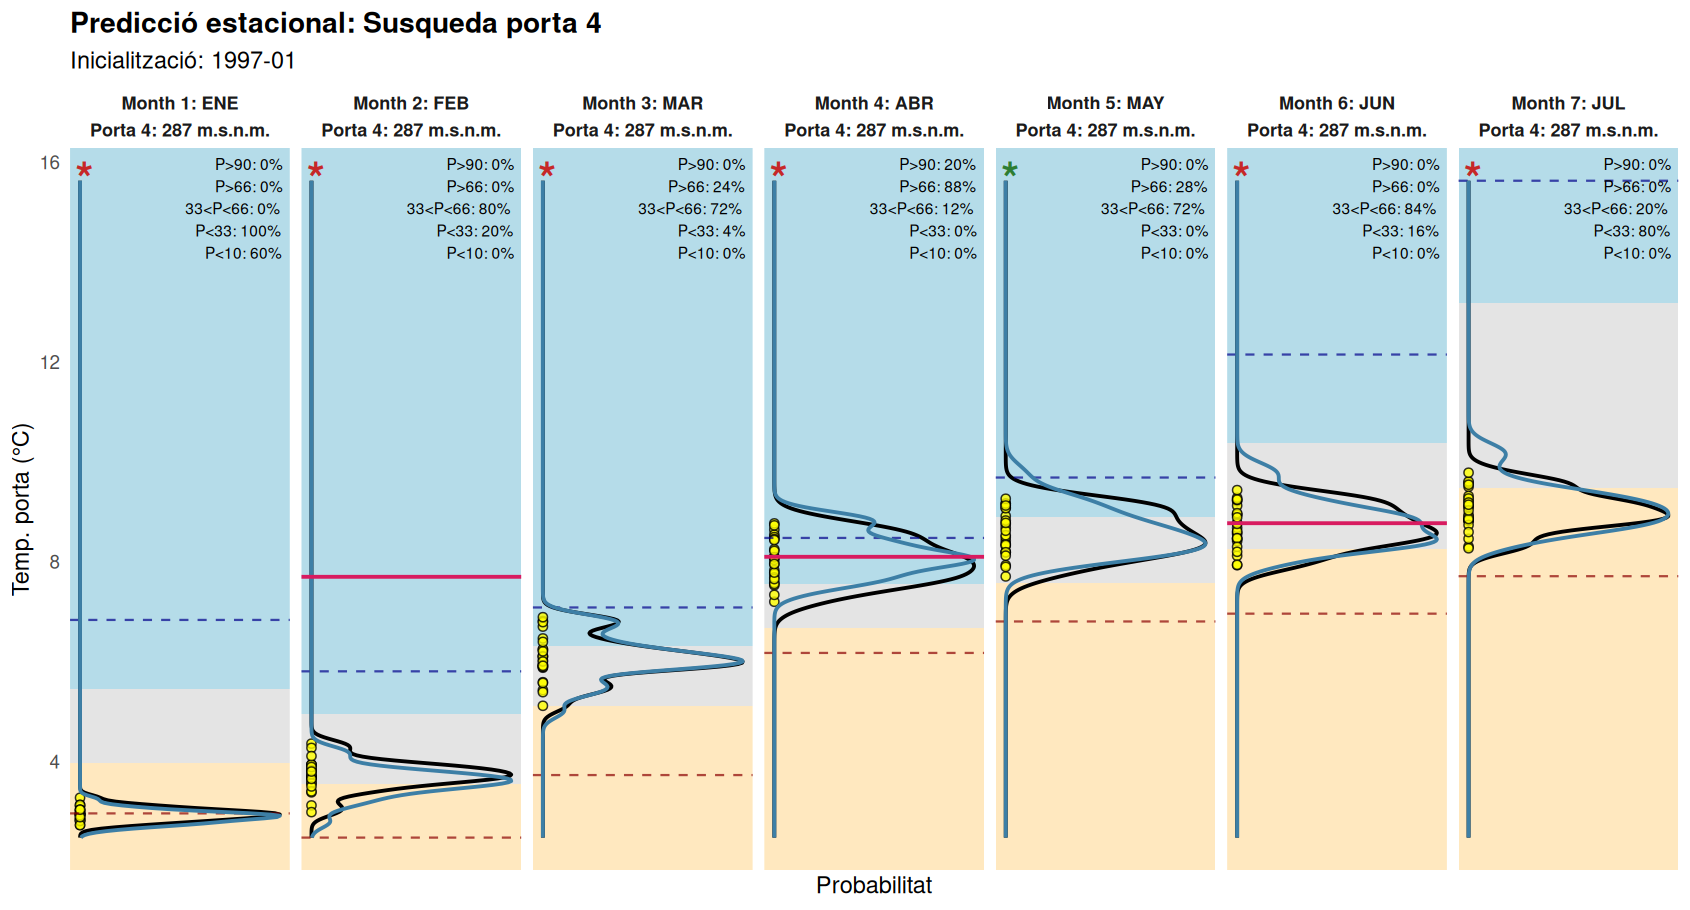 Predicció estacional: Susqueda porta 4
Inicialització: 1997-01
Month 1: ENE
Porta 4: 287 m.s.n.m.
Month 2: FEB
Porta 4: 287 m.s.n.m.
Month 3: MAR
Porta 4: 287 m.s.n.m.
Month 4: ABR
Porta 4: 287 m.s.n.m.
Month 5: MAY
Porta 4: 287 m.s.n.m.
Month 6: JUN
Porta 4: 287 m.s.n.m.
Month 7: JUL
Porta 4: 287 m.s.n.m.
Temp. porta (°C)
16
12
8
4
*
P>90: 0%
P>66: 0%
33<P<66: 0%
P<33: 100%
P<10: 60%
*
P>90: 0%
P>66: 0%
33<P<66: 80%
P<33: 20%
P<10: 0%
*
P>90: 0%
P>66: 24%
33<P<66: 72%
P<33: 4%
P<10: 0%
*
P>90: 20%
P>66: 88%
33<P<66: 12%
P<33: 0%
P<10: 0%
*
P>90: 0%
P>66: 28%
33<P<66: 72%
P<33: 0%
P<10: 0%
*
P>90: 0%
P>66: 0%
33<P<66: 84%
P<33: 16%
P<10: 0%
*
P>90: 0%
P>66: 0%
33<P<66: 20%
P<33: 80%
P<10: 0%
Probabilitat